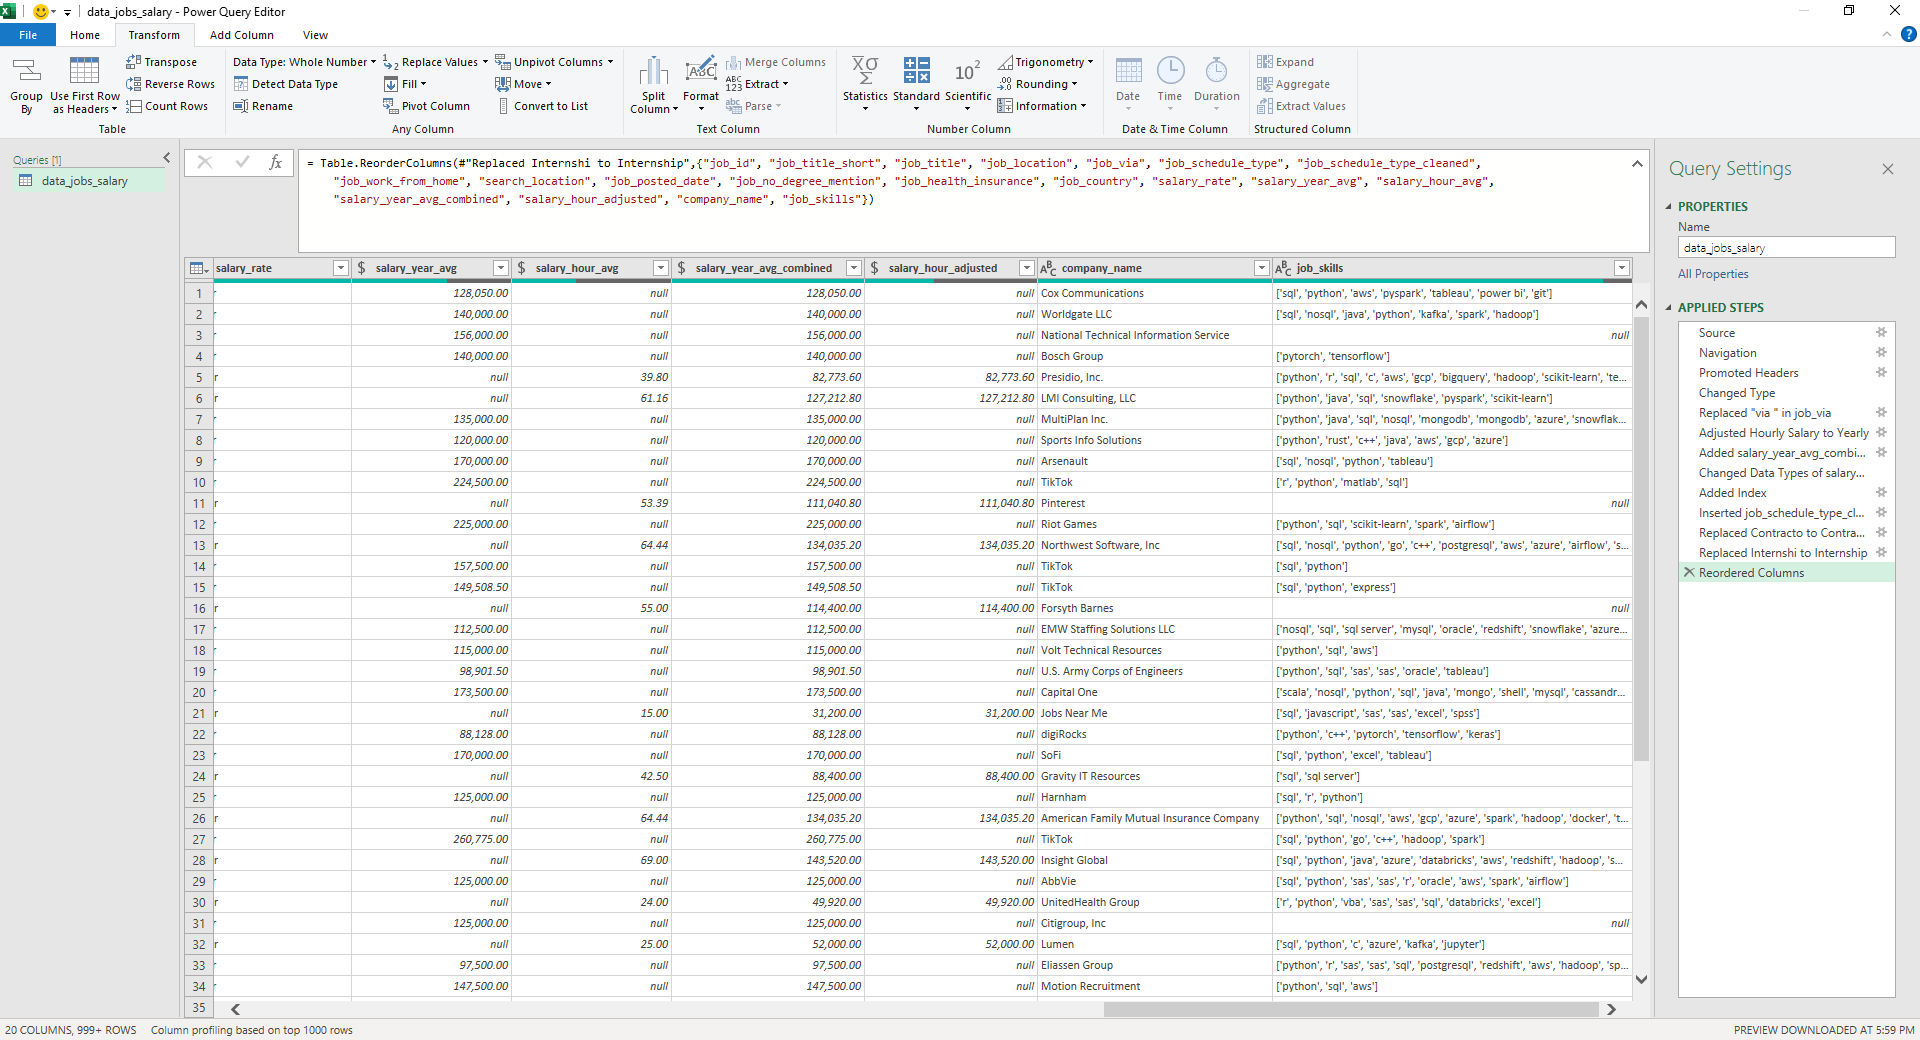 data_jobs_salary - Power Query Editor
File Home Transform Add Column View
Group By
Use First Row as Headers
Transpose
Reverse Rows
Count Rows
Table
Data Type: Whole Number
Detect Data Type
Rename
Replace Values
Fill
Pivot Column
Unpivot Columns
Move
Convert to List
Any Column
Split Column
Format
Merge Columns
Extract
Parse
Text Column
Statistics
Standard
Scientific
Trigonometry
Rounding
Information
Number Column
Date
Time
Duration
Date & Time Column
Expand
Aggregate
Extract Values
Structured Column
Queries [1]
data_jobs_salary
= Table.ReorderColumns(#"Replaced Internshi to Internship",{"job_id", "job_title_short", "job_title", "job_location", "job_via", "job_schedule_type", "job_schedule_type_cleaned",
"job_work_from_home", "search_location", "job_posted_date", "job_no_degree_mention", "job_health_insurance", "job_country", "salary_rate", "salary_year_avg", "salary_hour_avg",
"salary_year_avg_combined", "salary_hour_adjusted", "company_name", "job_skills"})
salary_rate $ salary_year_avg $ salary_hour_avg $ salary_year_avg_combined $ salary_hour_adjusted ABC company_name ABC job_skills
1 r 128,050.00 null 128,050.00 null Cox Communications ['sql', 'python', 'aws', 'pyspark', 'tableau', 'power bi', 'git']
2 r 140,000.00 null 140,000.00 null Worldgate LLC ['sql', 'nosql', 'java', 'python', 'kafka', 'spark', 'hadoop']
3 r 156,000.00 null 156,000.00 null National Technical Information Service null
4 r 140,000.00 null 140,000.00 null Bosch Group ['pytorch', 'tensorflow']
5 r null 39.80 82,773.60 82,773.60 Presidio, Inc. ['python', 'r', 'sql', 'c', 'aws', 'gcp', 'bigquery', 'hadoop', 'scikit-learn', 'te...
6 r null 61.16 127,212.80 127,212.80 LMI Consulting, LLC ['python', 'java', 'sql', 'snowflake', 'pyspark', 'scikit-learn']
7 r 135,000.00 null 135,000.00 null MultiPlan Inc. ['python', 'java', 'sql', 'nosql', 'mongodb', 'mongodb', 'azure', 'snowflak...
8 r 120,000.00 null 120,000.00 null Sports Info Solutions ['python', 'rust', 'c++', 'java', 'aws', 'gcp', 'azure']
9 r 170,000.00 null 170,000.00 null Arsenault ['sql', 'nosql', 'python', 'tableau']
10 r 224,500.00 null 224,500.00 null TikTok ['r', 'python', 'matlab', 'sql']
11 r null 53.39 111,040.80 111,040.80 Pinterest null
12 r 225,000.00 null 225,000.00 null Riot Games ['python', 'sql', 'scikit-learn', 'spark', 'airflow']
13 r null 64.44 134,035.20 134,035.20 Northwest Software, Inc ['sql', 'nosql', 'python', 'go', 'c++', 'postgresql', 'aws', 'azure', 'airflow', 's...
14 r 157,500.00 null 157,500.00 null TikTok ['sql', 'python']
15 r 149,508.50 null 149,508.50 null TikTok ['sql', 'python', 'express']
16 r null 55.00 114,400.00 114,400.00 Forsyth Barnes null
17 r 112,500.00 null 112,500.00 null EMW Staffing Solutions LLC ['nosql', 'sql', 'sql server', 'mysql', 'oracle', 'redshift', 'snowflake', 'azure...
18 r 115,000.00 null 115,000.00 null Volt Technical Resources ['python', 'sql', 'aws']
19 r 98,901.50 null 98,901.50 null U.S. Army Corps of Engineers ['python', 'sql', 'sas', 'sas', 'oracle', 'tableau']
20 r 173,500.00 null 173,500.00 null Capital One ['scala', 'nosql', 'python', 'sql', 'java', 'mongo', 'shell', 'mysql', 'cassandr...
21 r null 15.00 31,200.00 31,200.00 Jobs Near Me ['sql', 'javascript', 'sas', 'sas', 'excel', 'spss']
22 r 88,128.00 null 88,128.00 null digiRocks ['python', 'c++', 'pytorch', 'tensorflow', 'keras']
23 r 170,000.00 null 170,000.00 null SoFi ['sql', 'python', 'excel', 'tableau']
24 r null 42.50 88,400.00 88,400.00 Gravity IT Resources ['sql', 'sql server']
25 r 125,000.00 null 125,000.00 null Harnham ['sql', 'r', 'python']
26 r null 64.44 134,035.20 134,035.20 American Family Mutual Insurance Company ['python', 'sql', 'nosql', 'aws', 'gcp', 'azure', 'spark', 'hadoop', 'docker', 't...
27 r 260,775.00 null 260,775.00 null TikTok ['sql', 'python', 'go', 'c++', 'hadoop', 'spark']
28 r null 69.00 143,520.00 143,520.00 Insight Global ['sql', 'python', 'java', 'azure', 'databricks', 'aws', 'redshift', 'hadoop', 's...
29 r 125,000.00 null 125,000.00 null AbbVie ['sql', 'python', 'sas', 'sas', 'r', 'oracle', 'aws', 'spark', 'airflow']
30 r null 24.00 49,920.00 49,920.00 UnitedHealth Group ['r', 'python', 'vba', 'sas', 'sas', 'sql', 'databricks', 'excel']
31 r 125,000.00 null 125,000.00 null Citigroup, Inc null
32 r null 25.00 52,000.00 52,000.00 Lumen ['sql', 'python', 'c', 'azure', 'kafka', 'jupyter']
33 r 97,500.00 null 97,500.00 null Eliassen Group ['python', 'r', 'sas', 'sas', 'sql', 'postgresql', 'redshift', 'aws', 'hadoop', 'sp...
34 r 147,500.00 null 147,500.00 null Motion Recruitment ['python', 'sql', 'aws']
35
Query Settings
PROPERTIES
Name
data_jobs_salary
All Properties
APPLIED STEPS
Source
Navigation
Promoted Headers
Changed Type
Replaced "via " in job_via
Adjusted Hourly Salary to Yearly
Added salary_year_avg_combi...
Changed Data Types of salary...
Added Index
Inserted job_schedule_type_cl...
Replaced Contracto to Contra...
Replaced Internshi to Internship
Reordered Columns
20 COLUMNS, 999+ ROWS Column profiling based on top 1000 rows
PREVIEW DOWNLOADED AT 5:59 PM